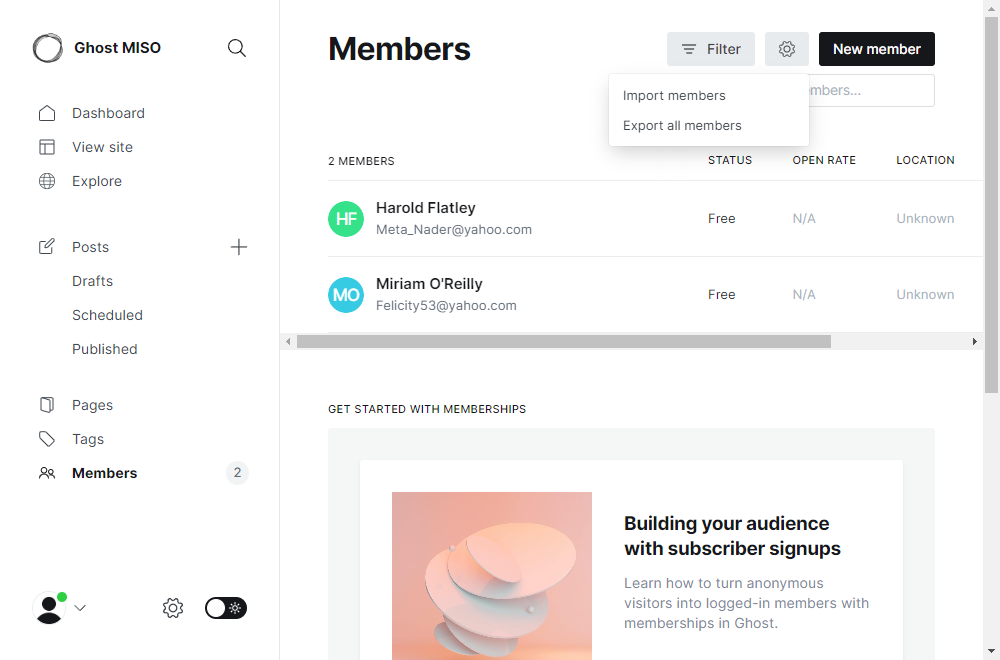 Ghost MISO
Dashboard
View site
Explore
Posts
Drafts
Scheduled
Published
Pages
Tags
Members
2
Members
Filter
New member
Import members
Export all members
members...
2 MEMBERS
STATUS
OPEN RATE
LOCATION
HF
Harold Flatley
Meta_Nader@yahoo.com
Free
N/A
Unknown
MO
Miriam O'Reilly
Felicity53@yahoo.com
Free
N/A
Unknown
GET STARTED WITH MEMBERSHIPS
Building your audience
with subscriber signups
Learn how to turn anonymous
visitors into logged-in members with
memberships in Ghost.